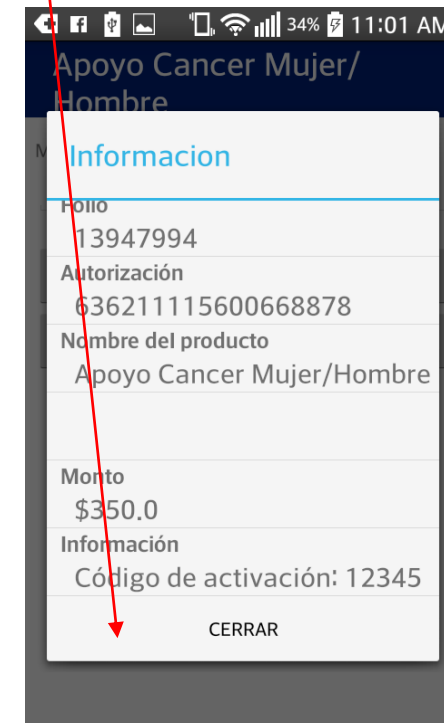 34% 11:01 AM
Apoyo Cancer Mujer/
Hombre
M
Informacion
Folio
13947994
Autorización
636211115600668878
Nombre del producto
Apoyo Cancer Mujer/Hombre
Monto
$350.0
Información
Código de activación: 12345
CERRAR